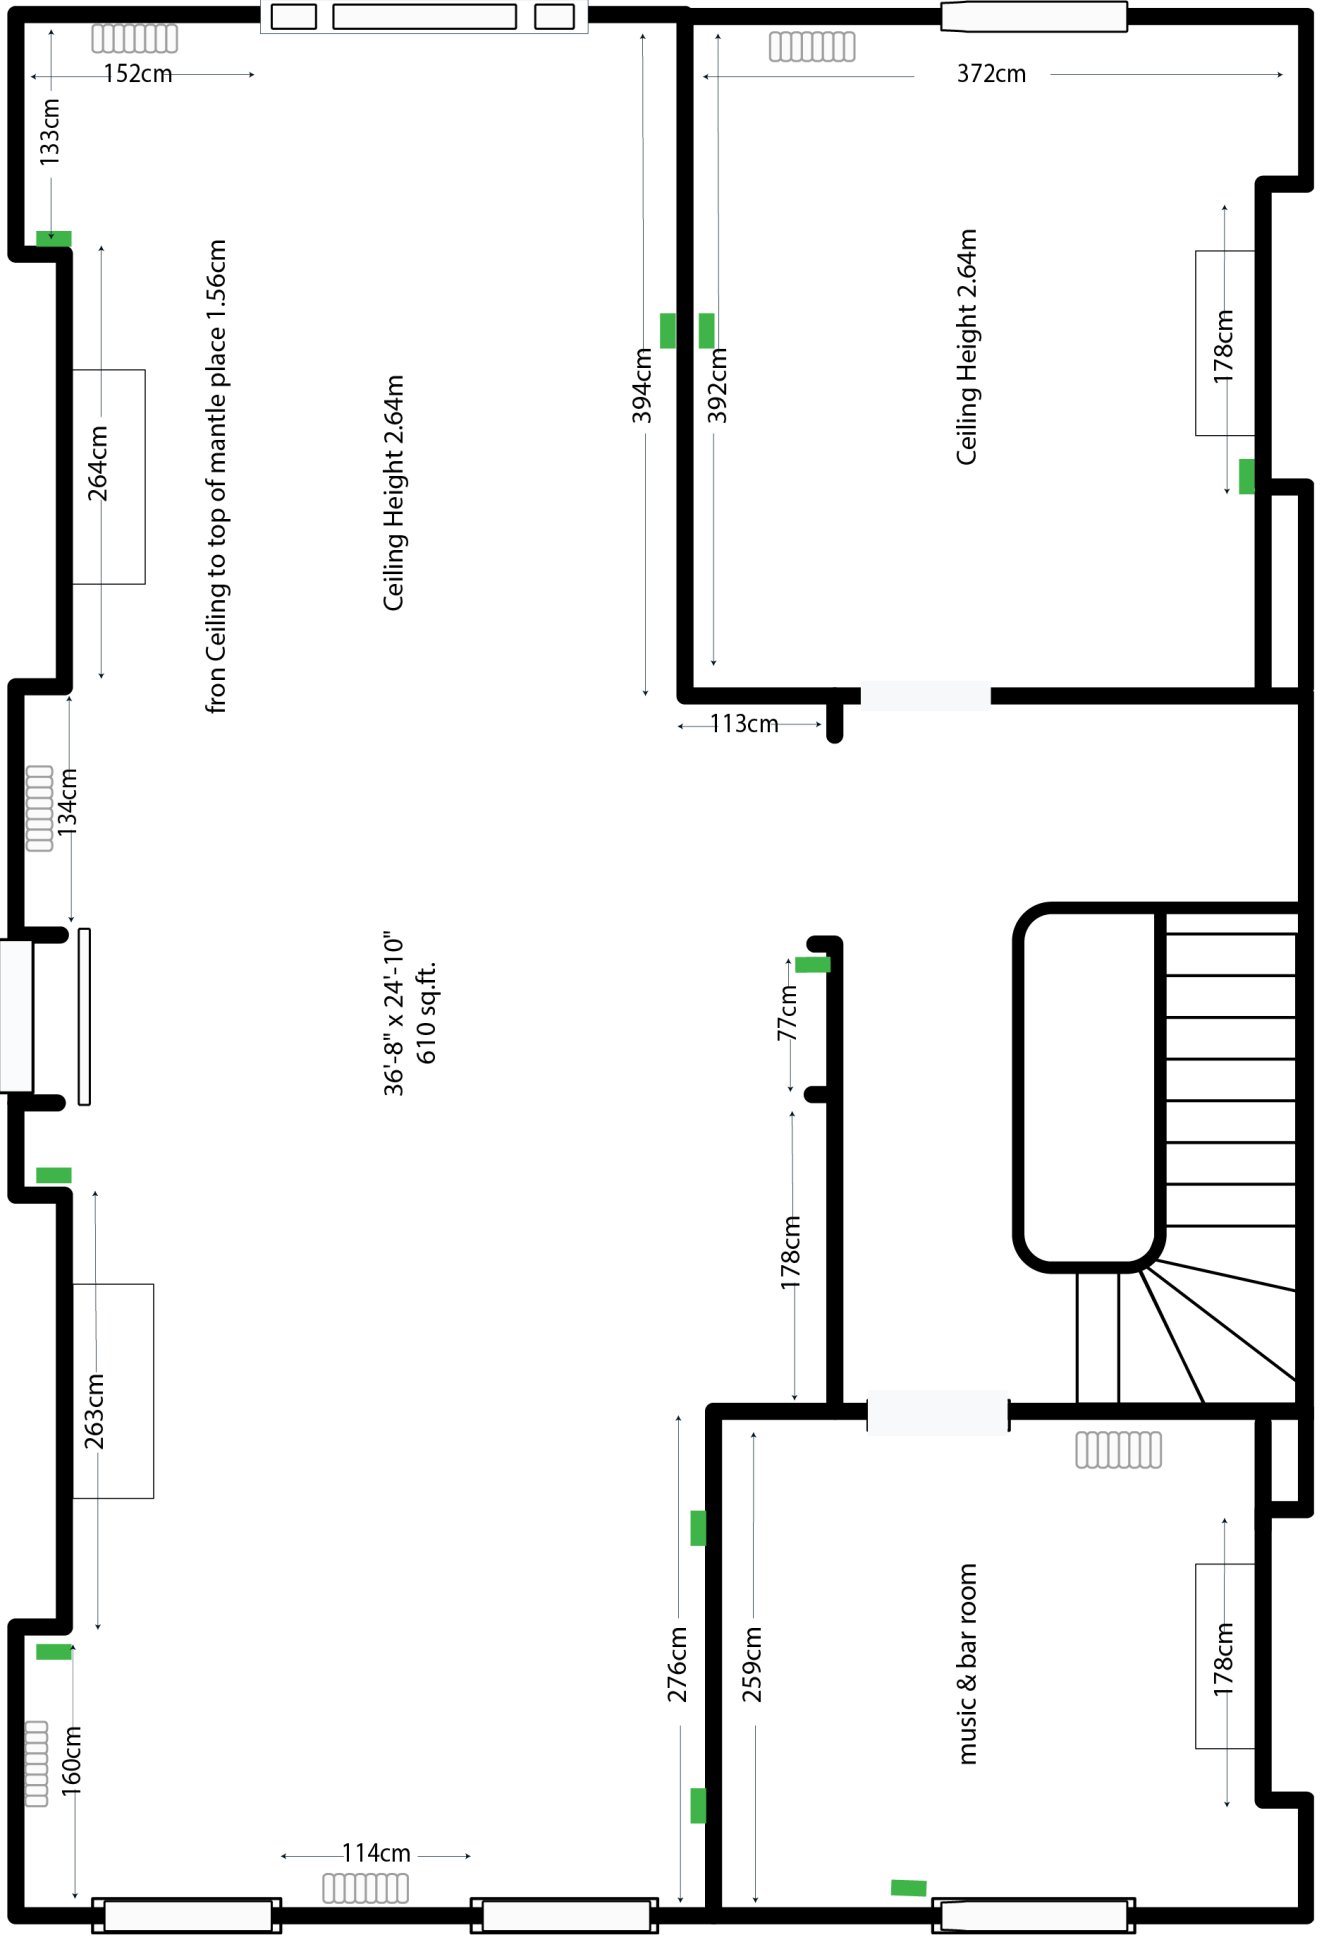 152cm
372cm
133cm
fron Ceiling to top of mantle place 1.56cm
Ceiling Height 2.64m
394cm
392cm
Ceiling Height 2.64m
178cm
264cm
113cm
134cm
36'-8" x 24'-10"
610 sq.ft.
77cm
178cm
263cm
276cm
259cm
music & bar room
178cm
160cm
114cm